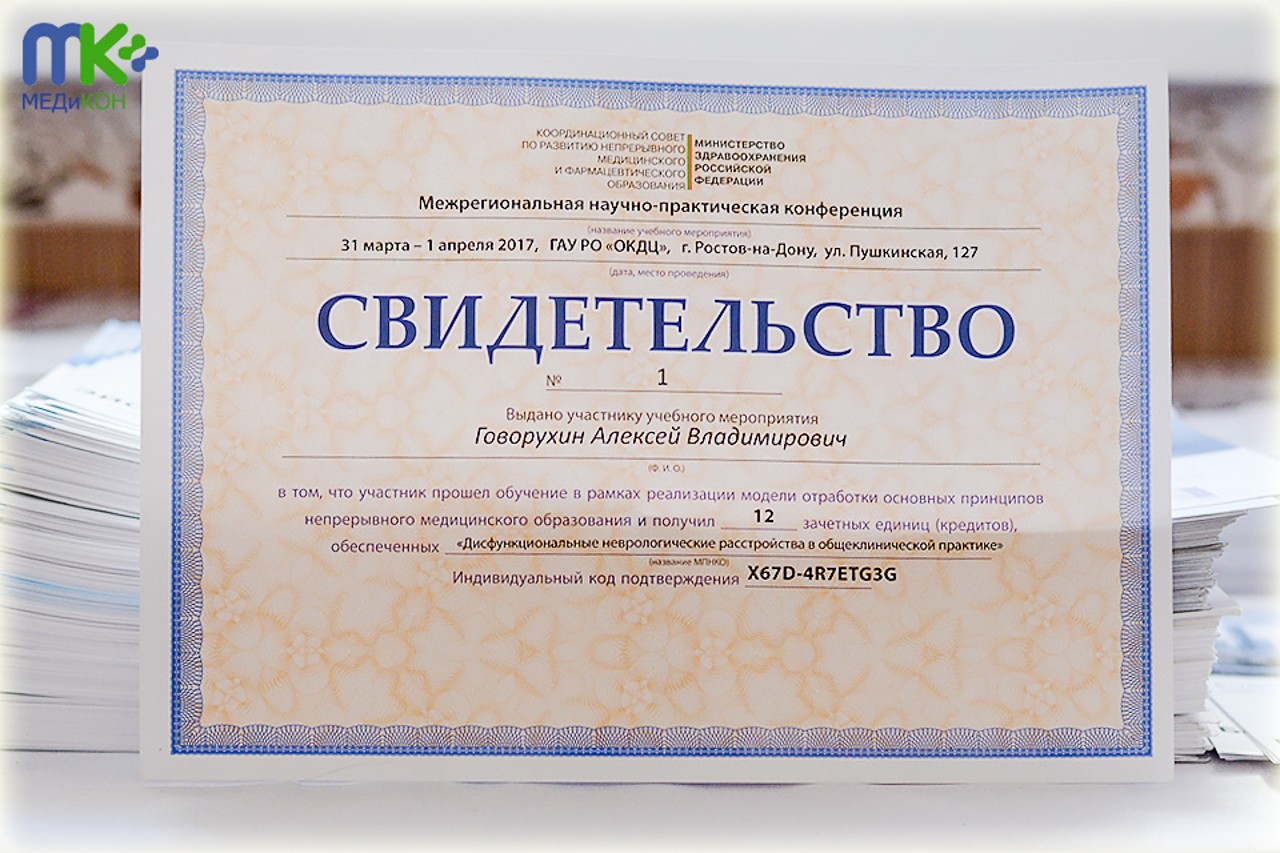 МК
МЕДиКОН
КООРДИНАЦИОННЫЙ СОВЕТ
ПО РАЗВИТИЮ НЕПРЕРЫВНОГО
МЕДИЦИНСКОГО
И ФАРМАЦЕВТИЧЕСКОГО
ОБРАЗОВАНИЯ
МИНИСТЕРСТВО
ЗДРАВООХРАНЕНИЯ
РОССИЙСКОЙ
ФЕДЕРАЦИИ
Межрегиональная научно-практическая конференция
(название учебного мероприятия)
31 марта – 1 апреля 2017, ГАУ РО «ОКДЦ», г. Ростов-на-Дону, ул. Пушкинская, 127
(дата, место проведения)
СВИДЕТЕЛЬСТВО
№ 1
Выдано участнику учебного мероприятия
Говорухин Алексей Владимирович
(Ф. И. О.)
в том, что участник прошел обучение в рамках реализации модели отработки основных принципов
непрерывного медицинского образования и получил 12 зачетных единиц (кредитов),
обеспеченных «Дисфункциональные неврологические расстройства в общеклинической практике»
(название МПНКО)
Индивидуальный код подтверждения X67D-4R7ETG3G